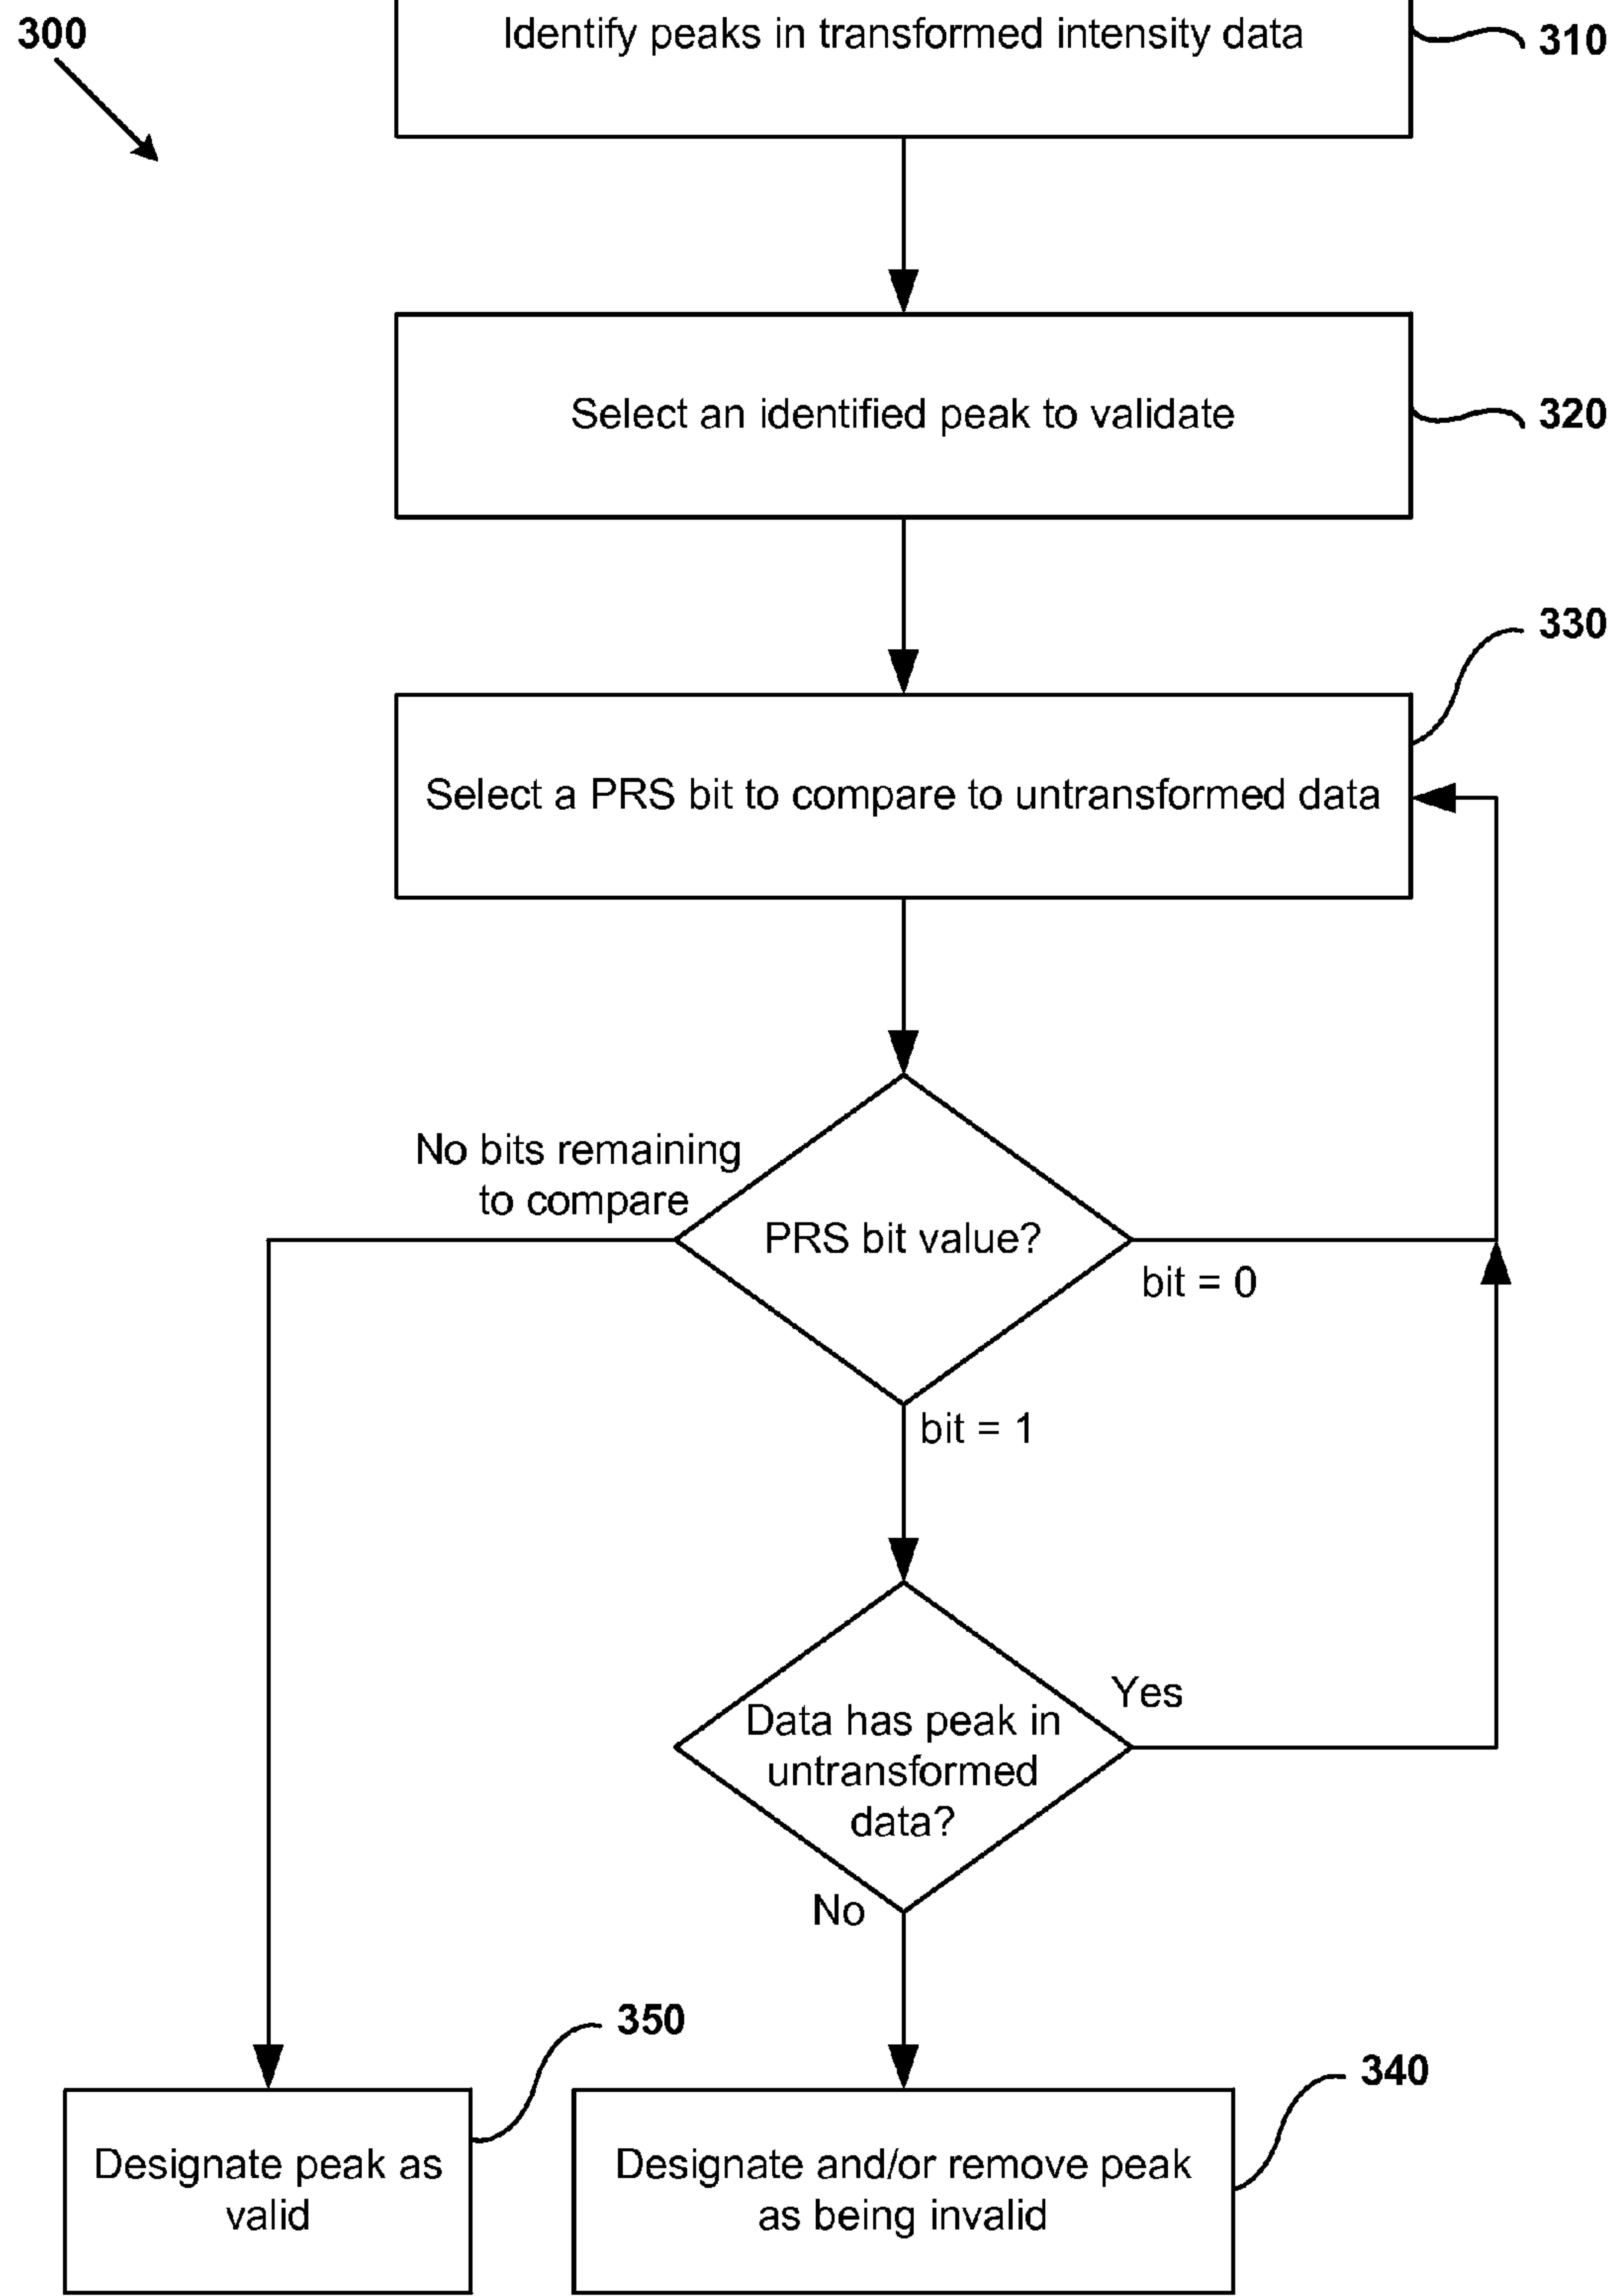 300
Identify peaks in transformed intensity data
310
Select an identified peak to validate
320
330
Select a PRS bit to compare to untransformed data
No bits remaining
to compare
PRS bit value?
bit = 0
bit = 1
Yes
Data has peak in
untransformed
data?
No
350
340
Designate peak as
valid
Designate and/or remove peak
as being invalid